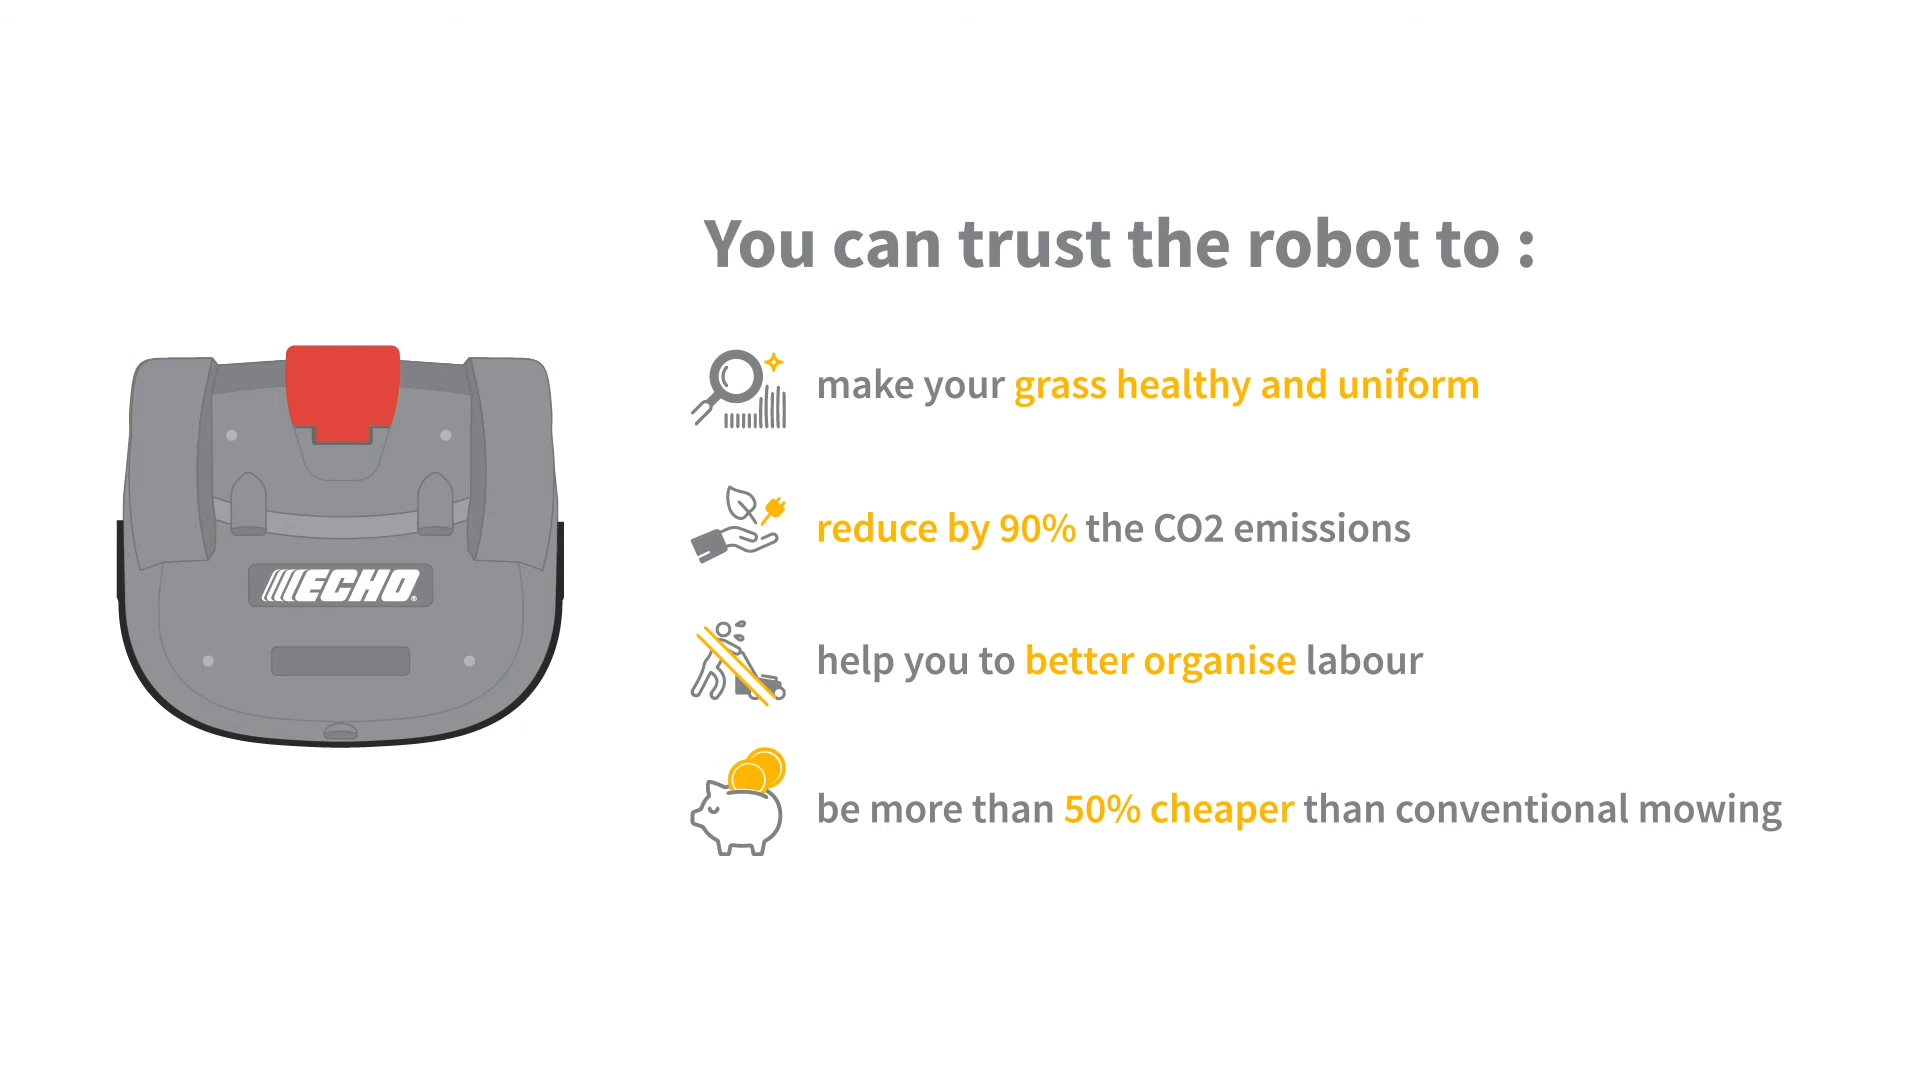 You can trust the robot to :
make your grass healthy and uniform
reduce by 90% the CO2 emissions
ECHO®
help you to better organise labour
be more than 50% cheaper than conventional mowing